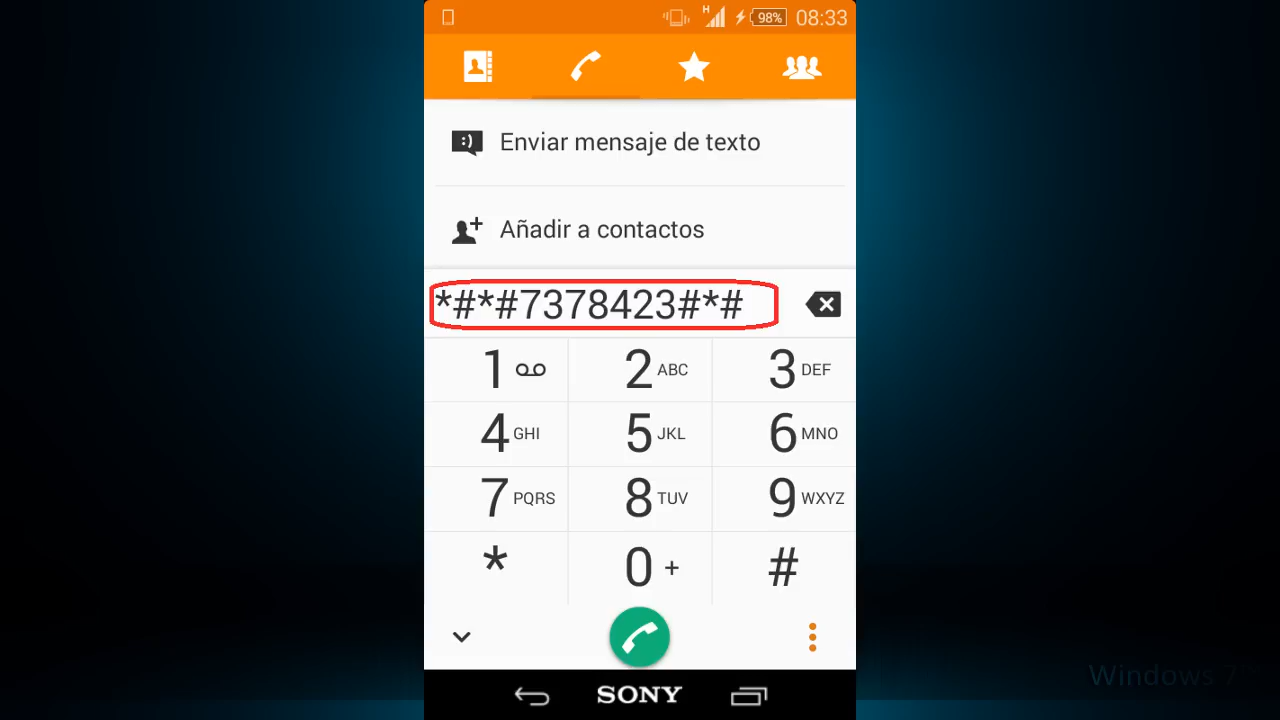 H 98% 08:33
Enviar mensaje de texto
Añadir a contactos
*#*#7378423#*#
1 2 ABC 3 DEF
4 GHI 5 JKL 6 MNO
7 PQRS 8 TUV 9 WXYZ
* 0 + #
SONY
Windows 7